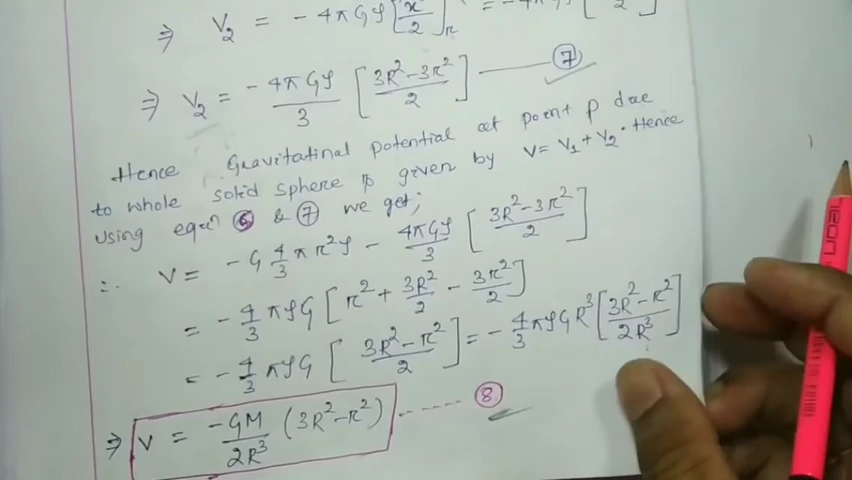 ⇒ V₂ = - 4πGρ [x²/2]ᵣ = - 4πGρ [
⇒ V₂ = -4πGρ/3 [(3R² - 3r²)/2] —— ⑦
Hence Gravitatinal potential at point p due
to whole solid sphere is given by V = V₁ + V₂. Hence
using eqn ⑥ & ⑦ we get;
∴ V = - G 4/3 π r²ρ - 4πGρ/3 [(3R² - 3r²)/2]
= - 4/3 πρG [r² + 3R²/2 - 3r²/2]
= - 4/3 πρG [(3R² - r²)/2] = - 4/3 πρGR³ [(3R² - r²)/2R³]
⇒ V = -GM/2R³ (3R² - r²) ------ ⑧